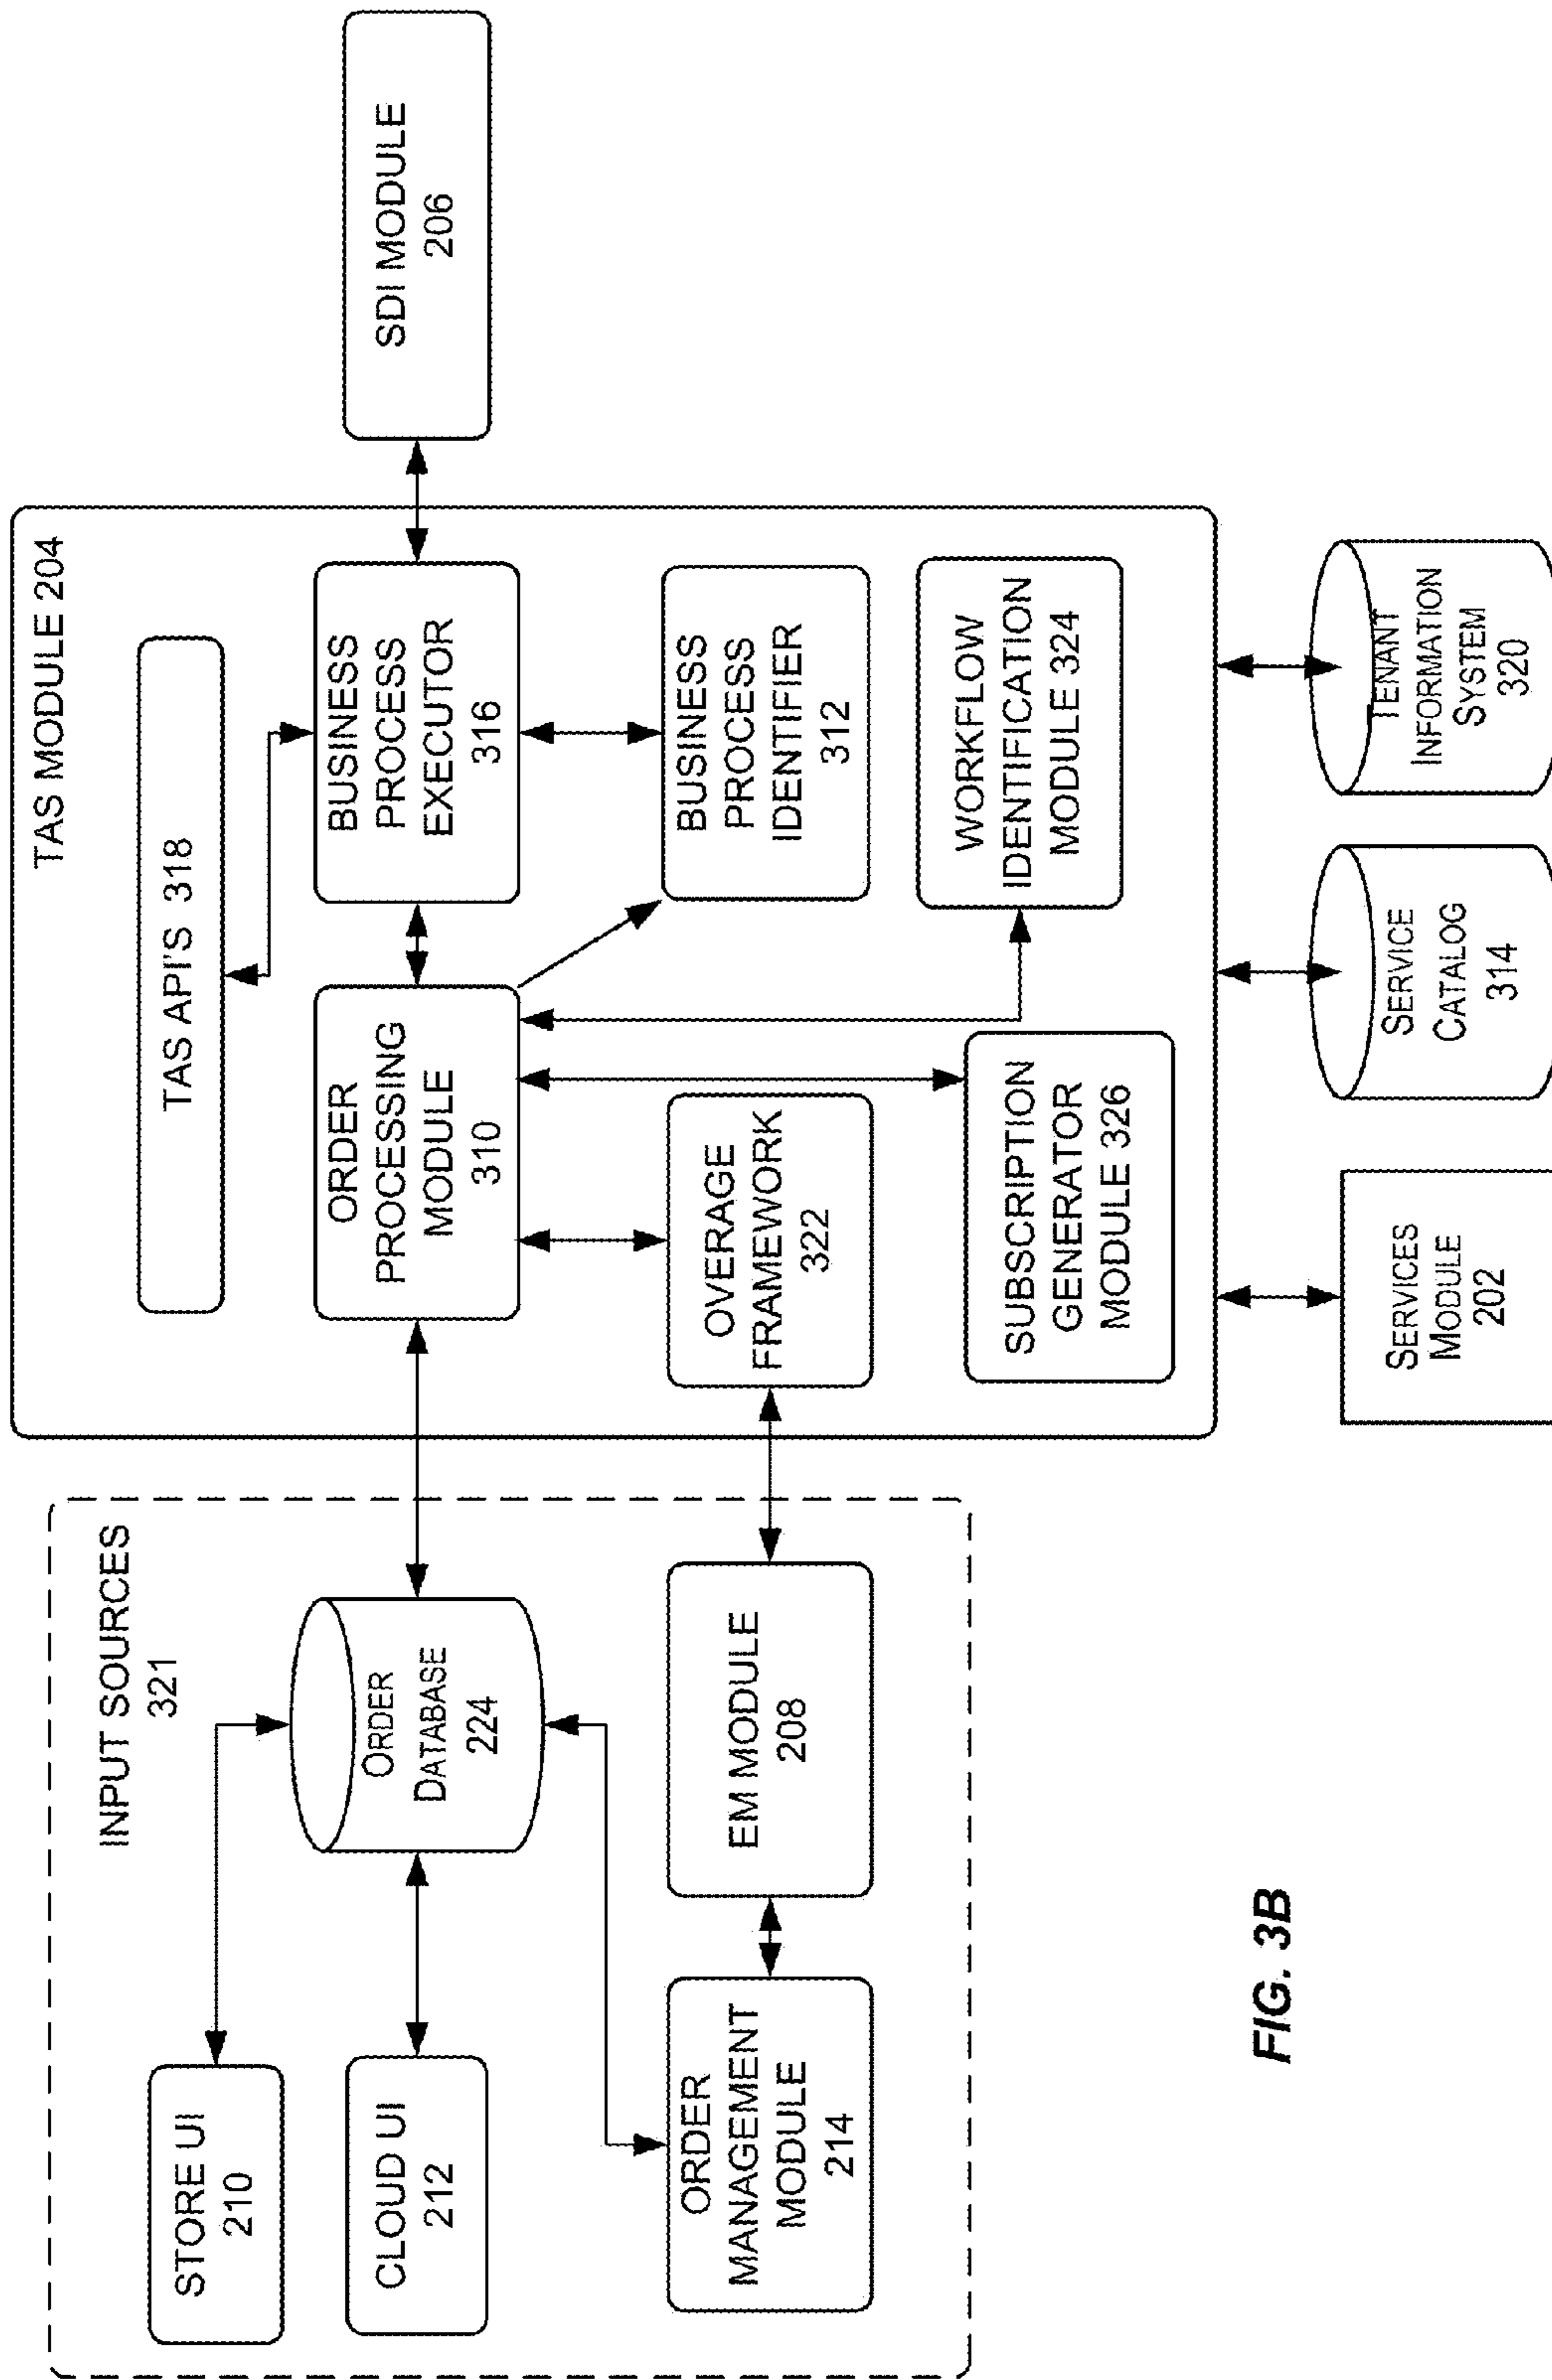 INPUT SOURCES
321
STORE UI
210
CLOUD UI
212
ORDER
DATABASE
224
ORDER
MANAGEMENT
MODULE
214
EM MODULE
208
TAS MODULE 204
TAS API'S 318
ORDER
PROCESSING
MODULE
310
BUSINESS
PROCESS
EXECUTOR
316
OVERAGE
FRAMEWORK
322
BUSINESS
PROCESS
IDENTIFIER
312
SUBSCRIPTION
GENERATOR
MODULE 326
WORKFLOW
IDENTIFICATION
MODULE 324
SDI MODULE
206
SERVICES
MODULE
202
SERVICE
CATALOG
314
TENANT
INFORMATION
SYSTEM
320
FIG. 3B